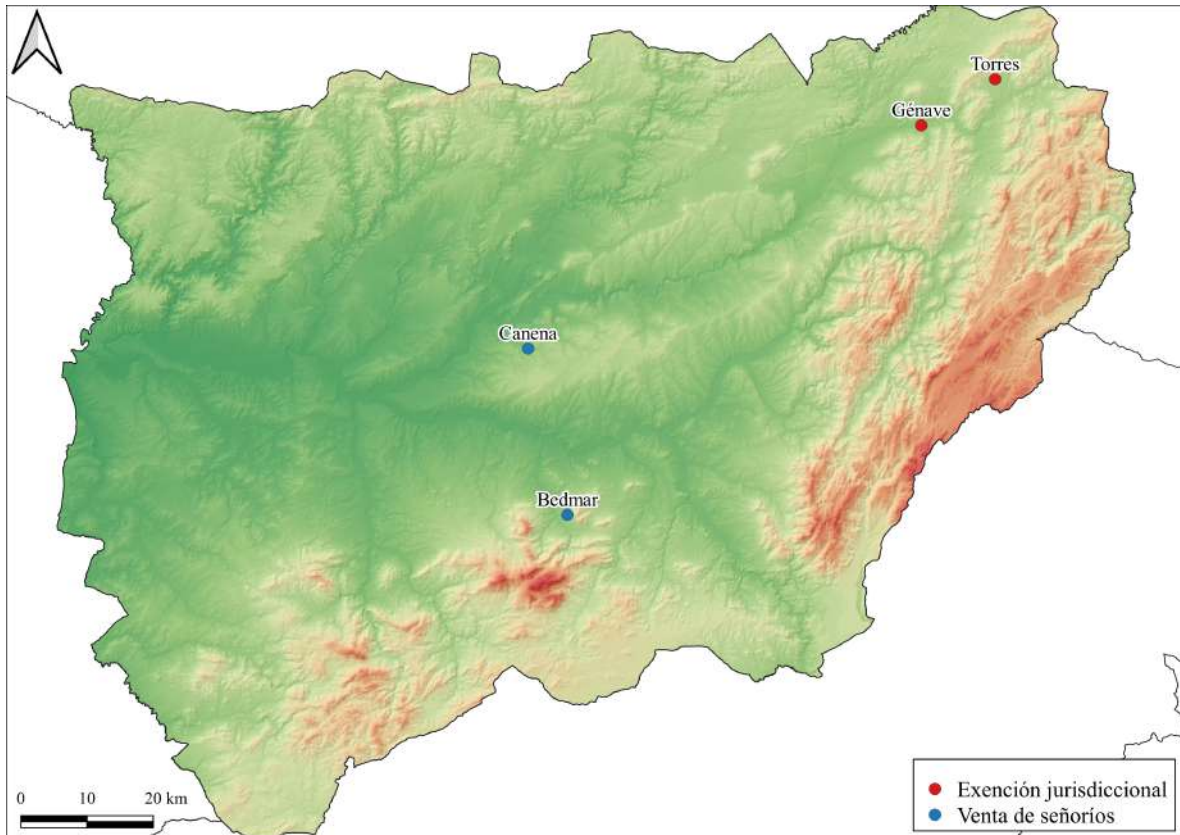 Torres
Génave
Canena
Bedmar
0 10 20 km
Exención jurisdiccional
Venta de señoríos